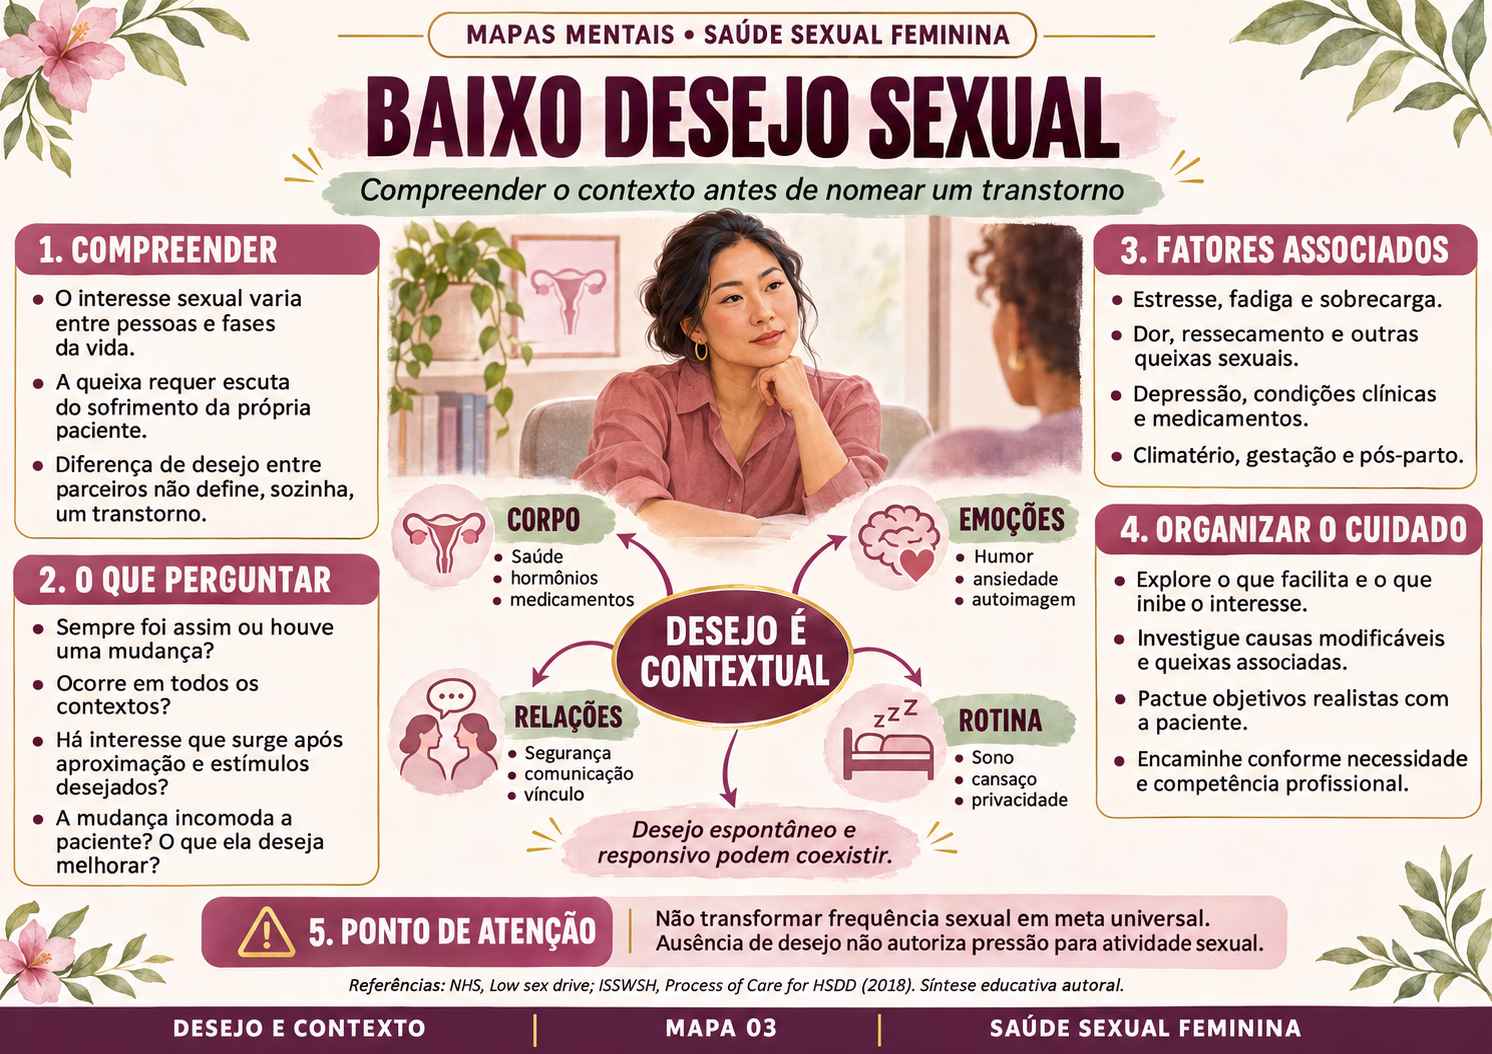 MAPAS MENTAIS • SAÚDE SEXUAL FEMININA
BAIXO DESEJO SEXUAL
Compreender o contexto antes de nomear um transtorno
1. COMPREENDER
• O interesse sexual varia
entre pessoas e fases
da vida.
• A queixa requer escuta
do sofrimento da própria
paciente.
• Diferença de desejo entre
parceiros não define, sozinha,
um transtorno.
2. O QUE PERGUNTAR
• Sempre foi assim ou houve
uma mudança?
• Ocorre em todos os
contextos?
• Há interesse que surge após
aproximação e estímulos
desejados?
• A mudança incomoda a
paciente? O que ela deseja
melhorar?
CORPO
• Saúde
• hormônios
• medicamentos
EMOÇÕES
• Humor
• ansiedade
• autoimagem
DESEJO É
CONTEXTUAL
RELAÇÕES
• Segurança
• comunicação
• vínculo
zzZ
ROTINA
• Sono
• cansaço
• privacidade
Desejo espontâneo e
responsivo podem coexistir.
3. FATORES ASSOCIADOS
• Estresse, fadiga e sobrecarga.
• Dor, ressecamento e outras
queixas sexuais.
• Depressão, condições clínicas
e medicamentos.
• Climatério, gestação e pós-parto.
4. ORGANIZAR O CUIDADO
• Explore o que facilita e o que
inibe o interesse.
• Investigue causas modificáveis
e queixas associadas.
• Pactue objetivos realistas com
a paciente.
• Encaminhe conforme necessidade
e competência profissional.
5. PONTO DE ATENÇÃO
Não transformar frequência sexual em meta universal.
Ausência de desejo não autoriza pressão para atividade sexual.
Referências: NHS, Low sex drive; ISSWSH, Process of Care for HSDD (2018). Síntese educativa autoral.
DESEJO E CONTEXTO | MAPA 03 | SAÚDE SEXUAL FEMININA